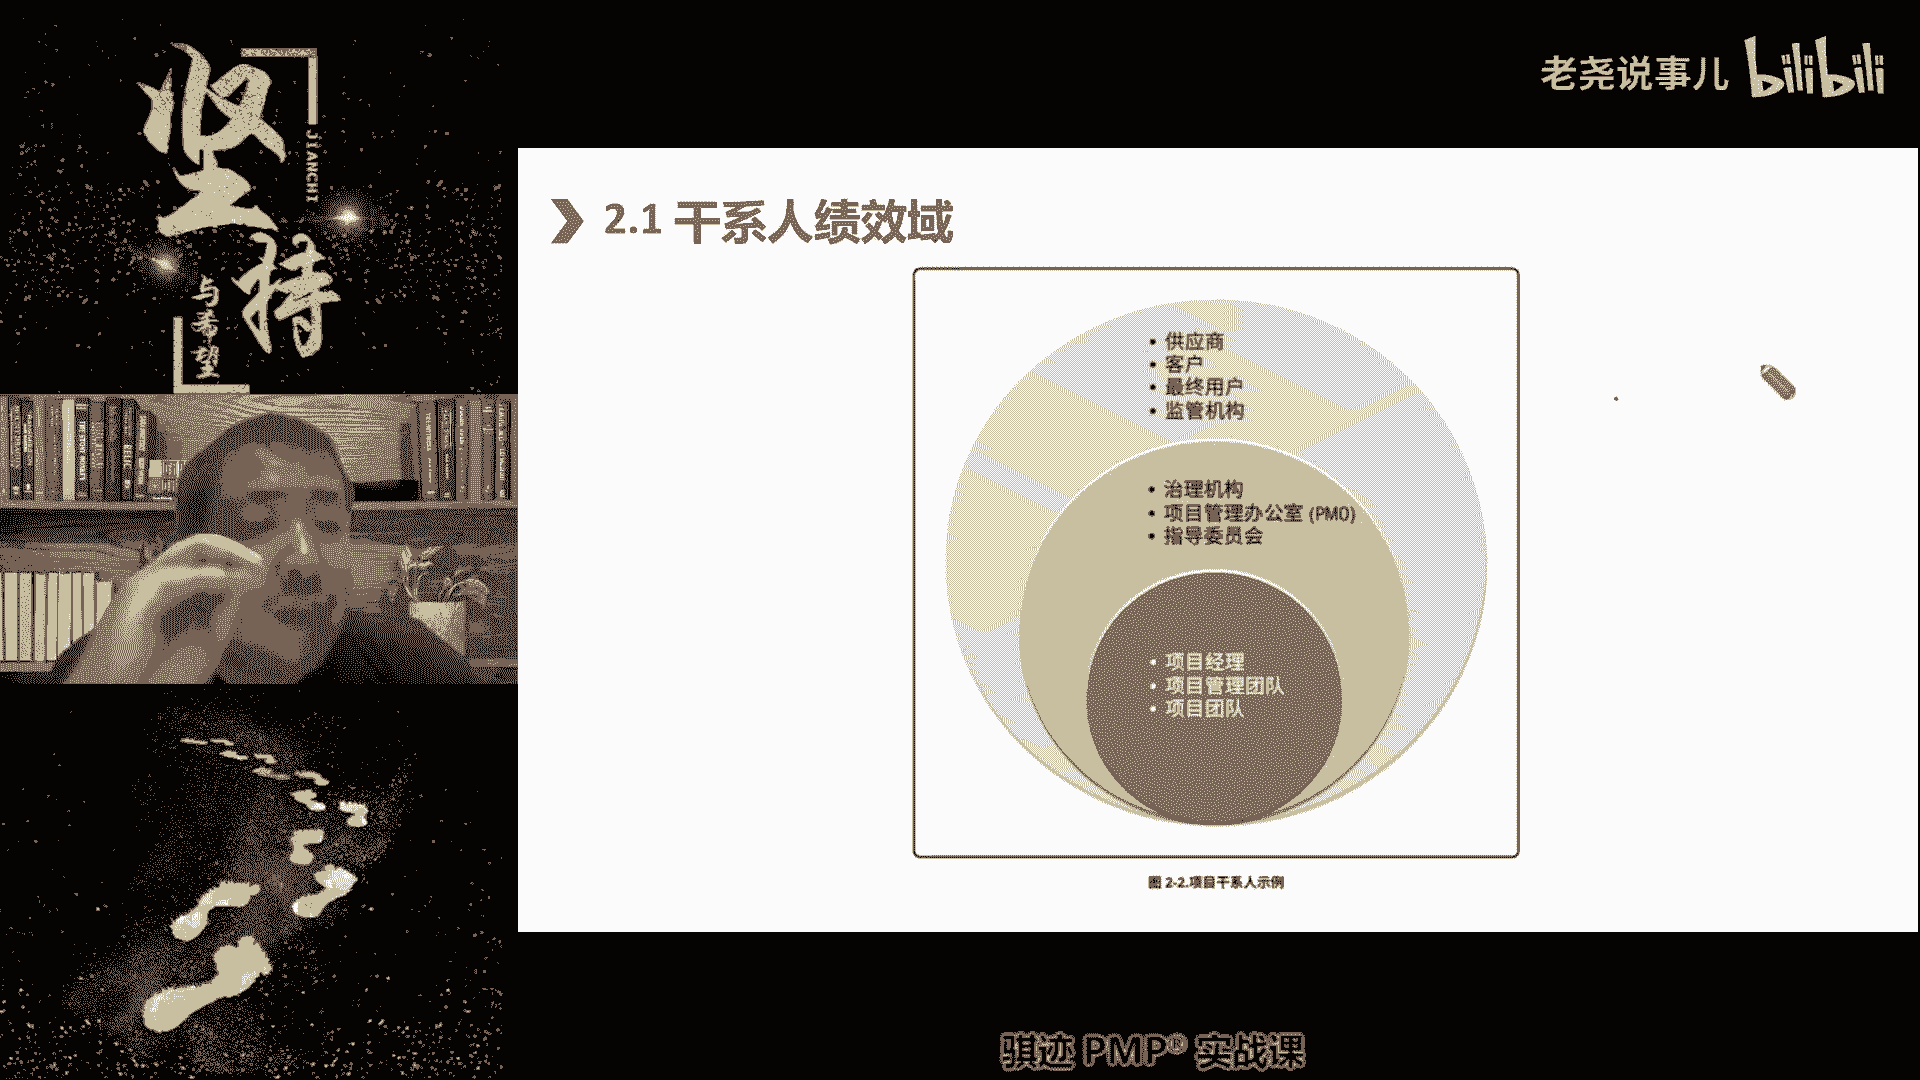 坚持
JIANCHI
与希望
老尧说事儿 bilibili
2.1 干系人绩效域
• 供应商
• 客户
• 最终用户
• 监管机构
• 治理机构
• 项目管理办公室 (PMO)
• 指导委员会
• 项目经理
• 项目管理团队
• 项目团队
图 2-2.项目干系人示例
骐迹 PMP® 实战课